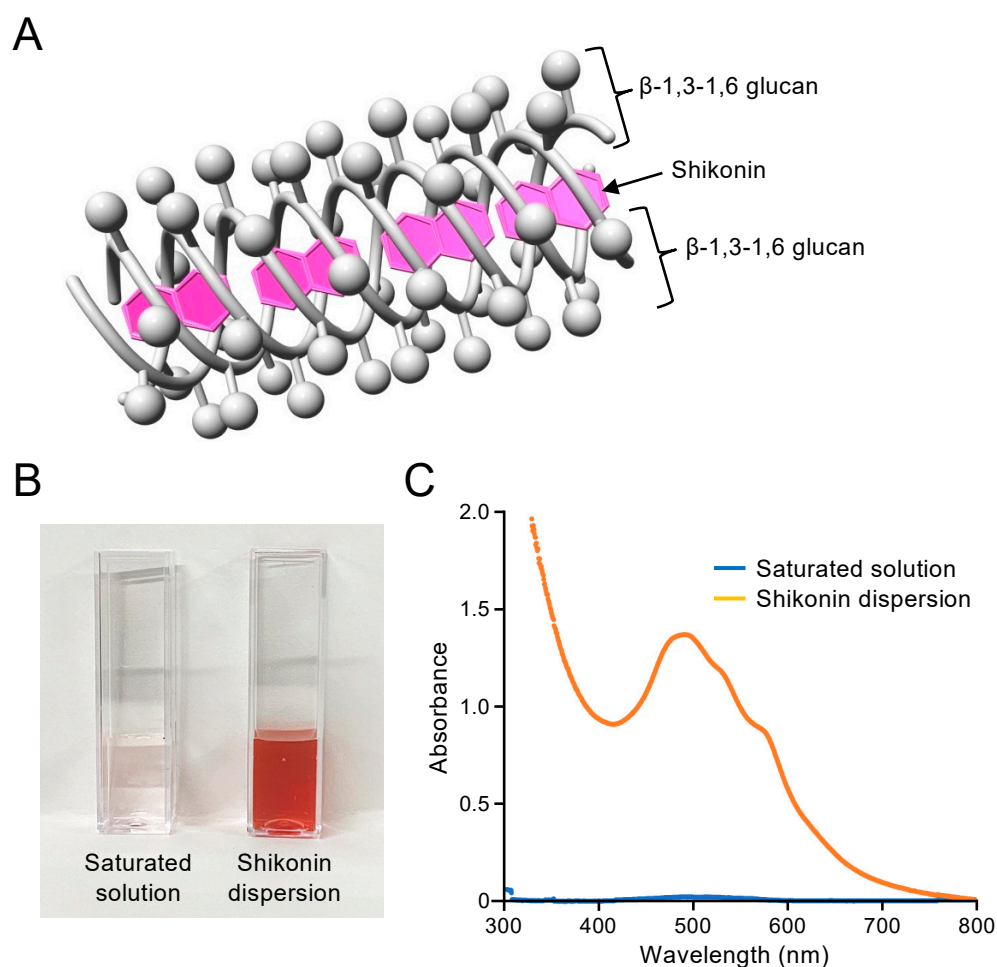 A
β-1,3-1,6 glucan
Shikonin
β-1,3-1,6 glucan
B
Saturated
solution
Shikonin
dispersion
C
2.0
1.5
1.0
0.5
0
Absorbance
Saturated solution
Shikonin dispersion
300
400
500
600
700
800
Wavelength (nm)